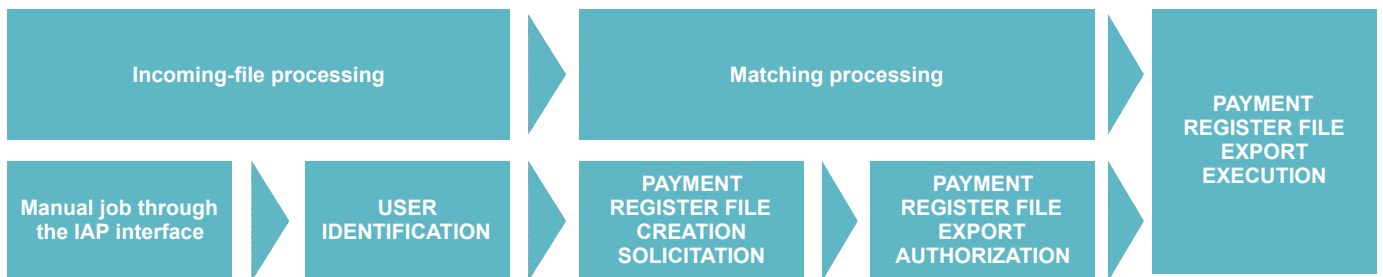 Incoming-file processing
Matching processing
PAYMENT
REGISTER FILE
EXPORT
EXECUTION
Manual job through
the IAP interface
USER
IDENTIFICATION
PAYMENT
REGISTER FILE
CREATION
SOLICITATION
PAYMENT
REGISTER FILE
EXPORT
AUTHORIZATION